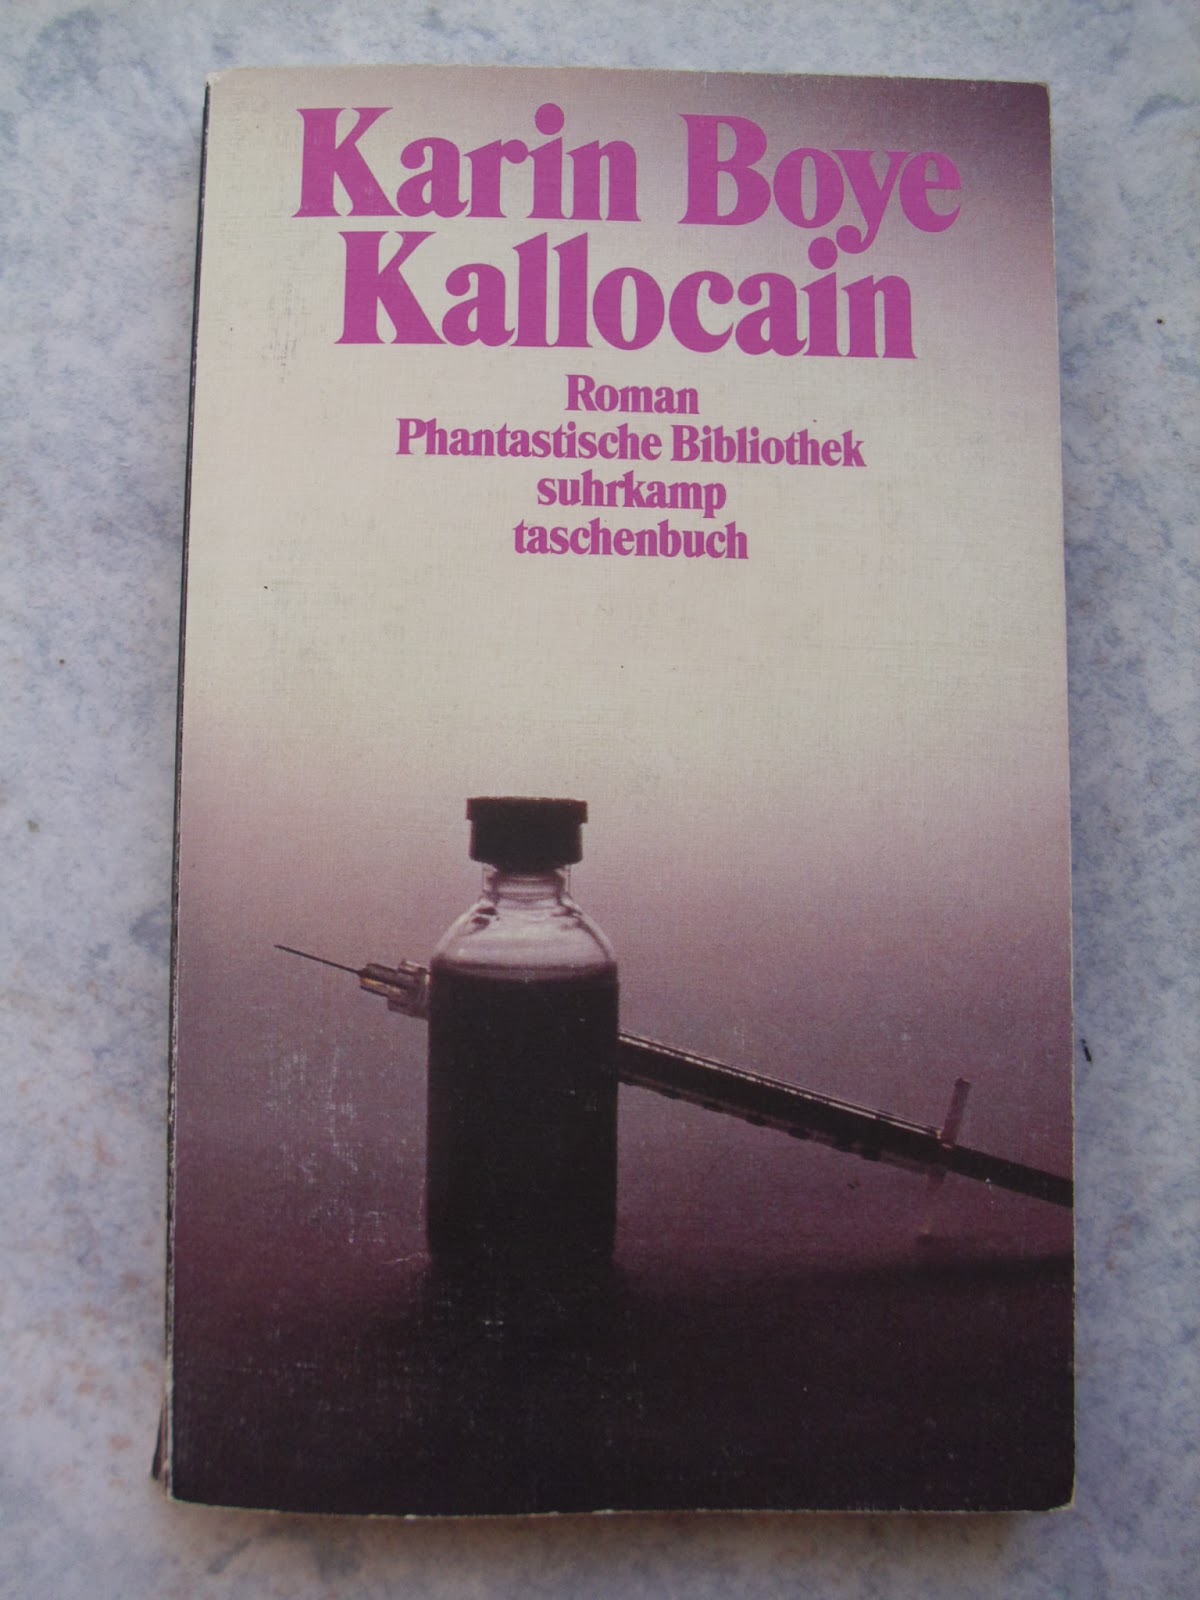 Karin Boye
Kallocain
Roman
Phantastische Bibliothek
suhrkamp
taschenbuch